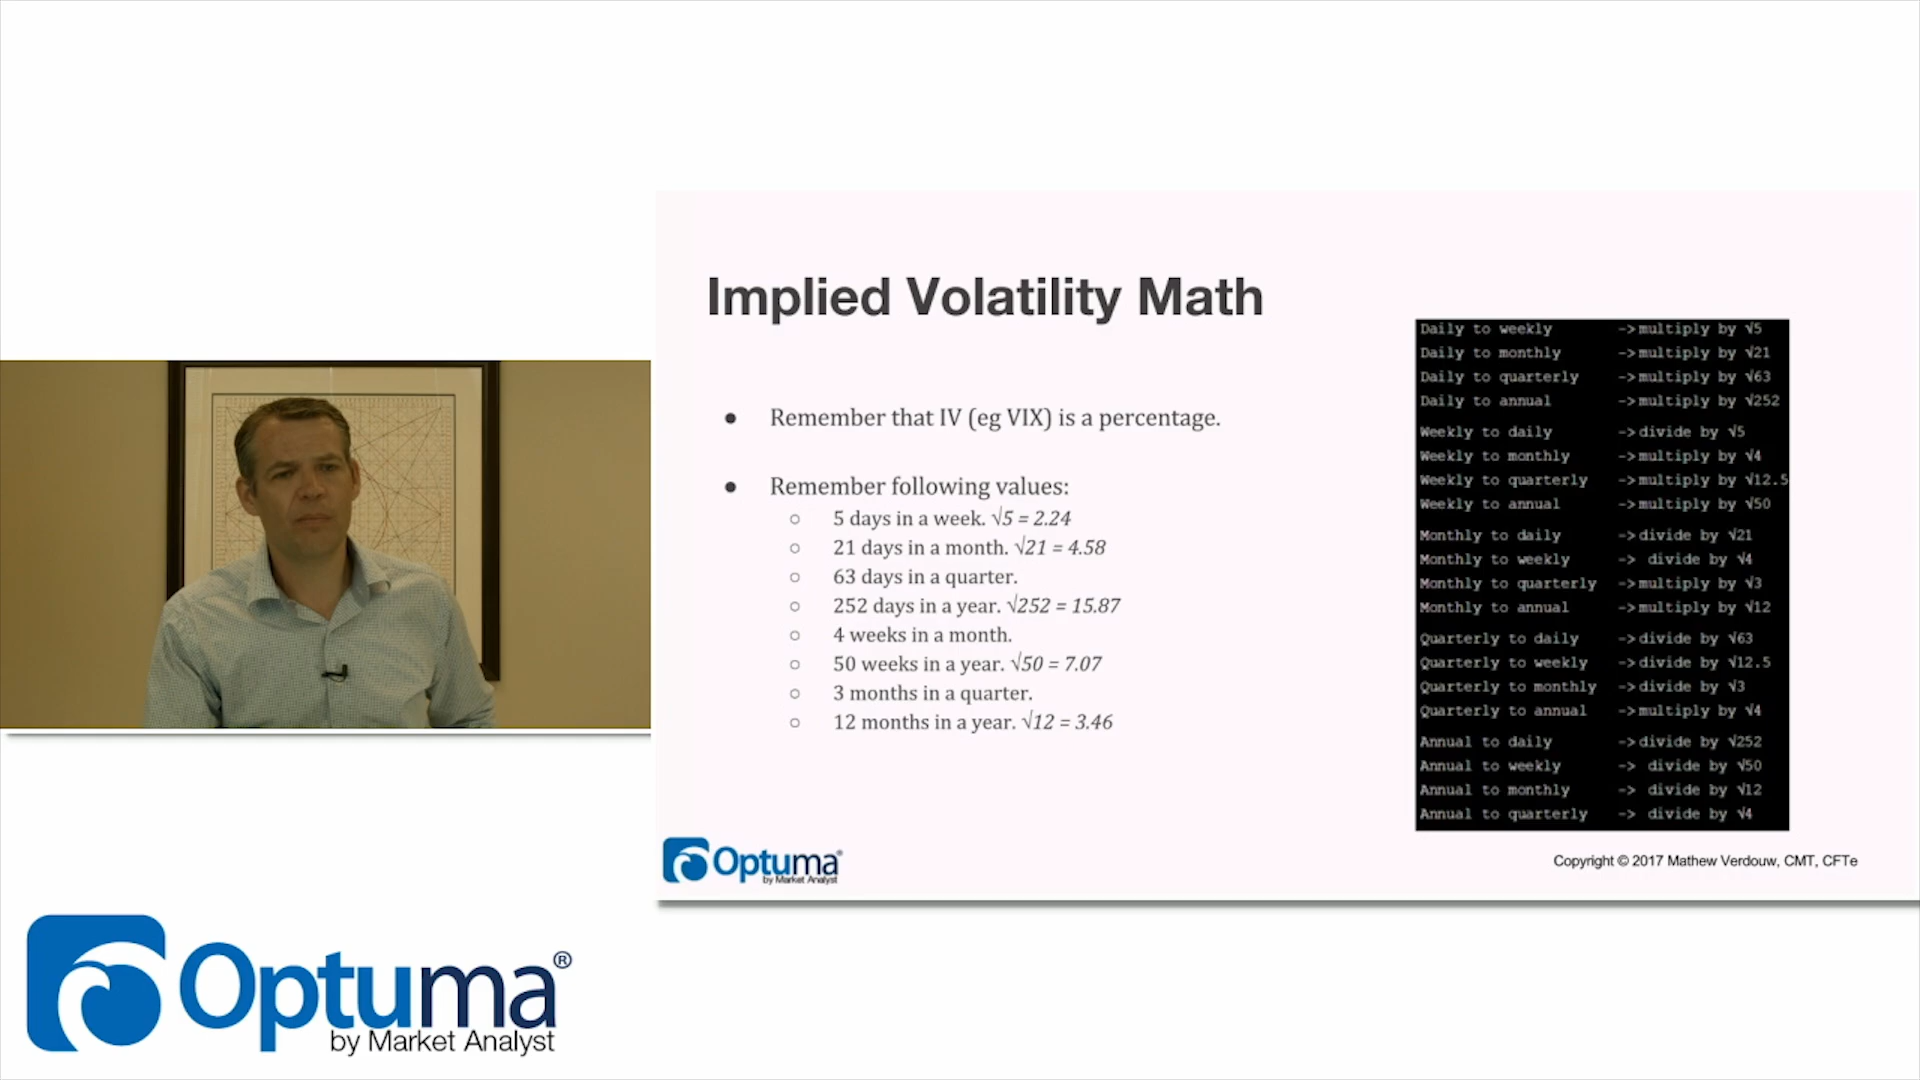 Implied Volatility Math
● Remember that IV (eg VIX) is a percentage.
● Remember following values:
○ 5 days in a week. √5 = 2.24
○ 21 days in a month. √21 = 4.58
○ 63 days in a quarter.
○ 252 days in a year. √252 = 15.87
○ 4 weeks in a month.
○ 50 weeks in a year. √50 = 7.07
○ 3 months in a quarter.
○ 12 months in a year. √12 = 3.46
Daily to weekly ->multiply by √5
Daily to monthly ->multiply by √21
Daily to quarterly ->multiply by √63
Daily to annual ->multiply by √252
Weekly to daily ->divide by √5
Weekly to monthly ->multiply by √4
Weekly to quarterly ->multiply by √12.5
Weekly to annual ->multiply by √50
Monthly to daily ->divide by √21
Monthly to weekly -> divide by √4
Monthly to quarterly ->multiply by √3
Monthly to annual ->multiply by √12
Quarterly to daily ->divide by √63
Quarterly to weekly ->divide by √12.5
Quarterly to monthly ->divide by √3
Quarterly to annual ->multiply by √4
Annual to daily ->divide by √252
Annual to weekly -> divide by √50
Annual to monthly -> divide by √12
Annual to quarterly -> divide by √4
Optuma®
by Market Analyst
Copyright © 2017 Mathew Verdouw, CMT, CFTe
Optuma®
by Market Analyst